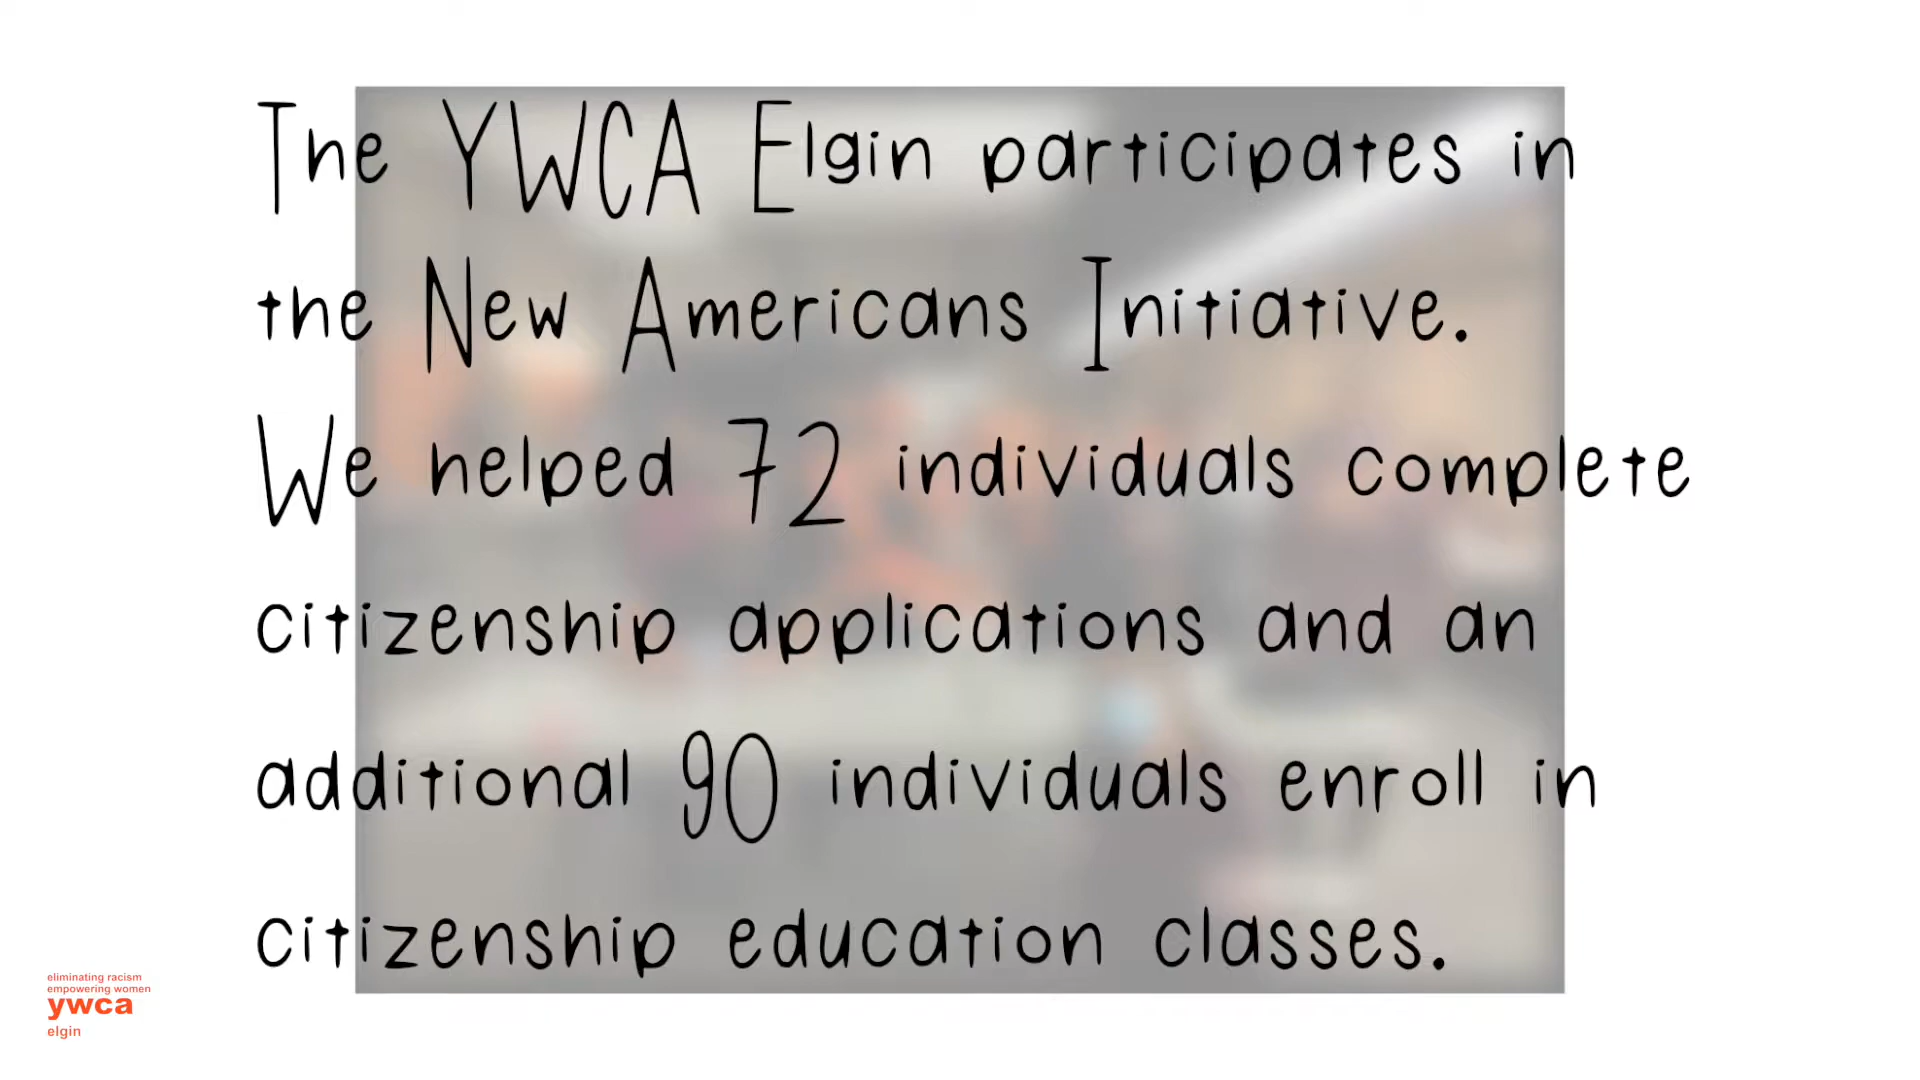 The YWCA Elgin participates in
the New Americans Initiative.
We helped 72 individuals complete
citizenship applications and an
additional 90 individuals enroll in
citizenship education classes.
eliminating racism
empowering women
ywca
elgin